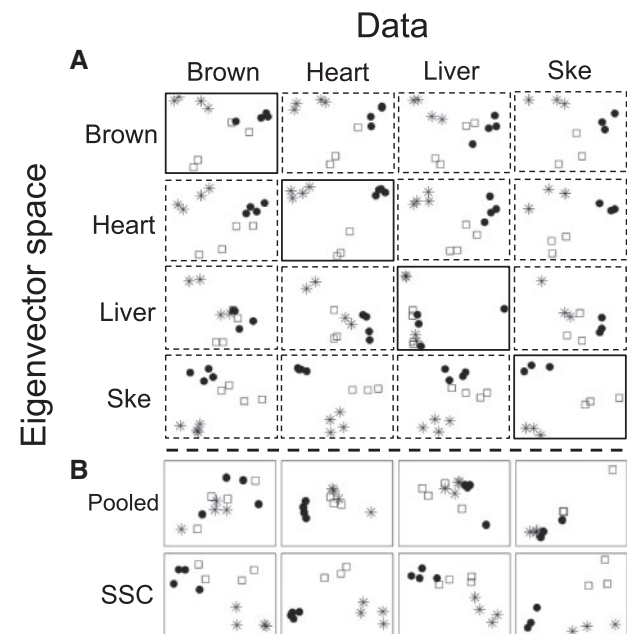 Data
A
Brown Heart Liver Ske
Brown
Heart
Liver
Ske
Eigenvector space
B
Pooled
SSC